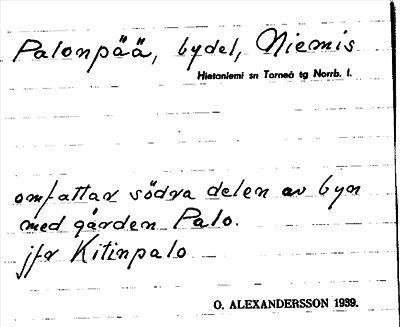 Palonpää, bydel, Niemis
Hietaniemi sn Torneå tg Norrb. l.
omfattar södra delen av byn
med gården Palo.
jfr Kitinpalo
O. ALEXANDERSSON 1939.